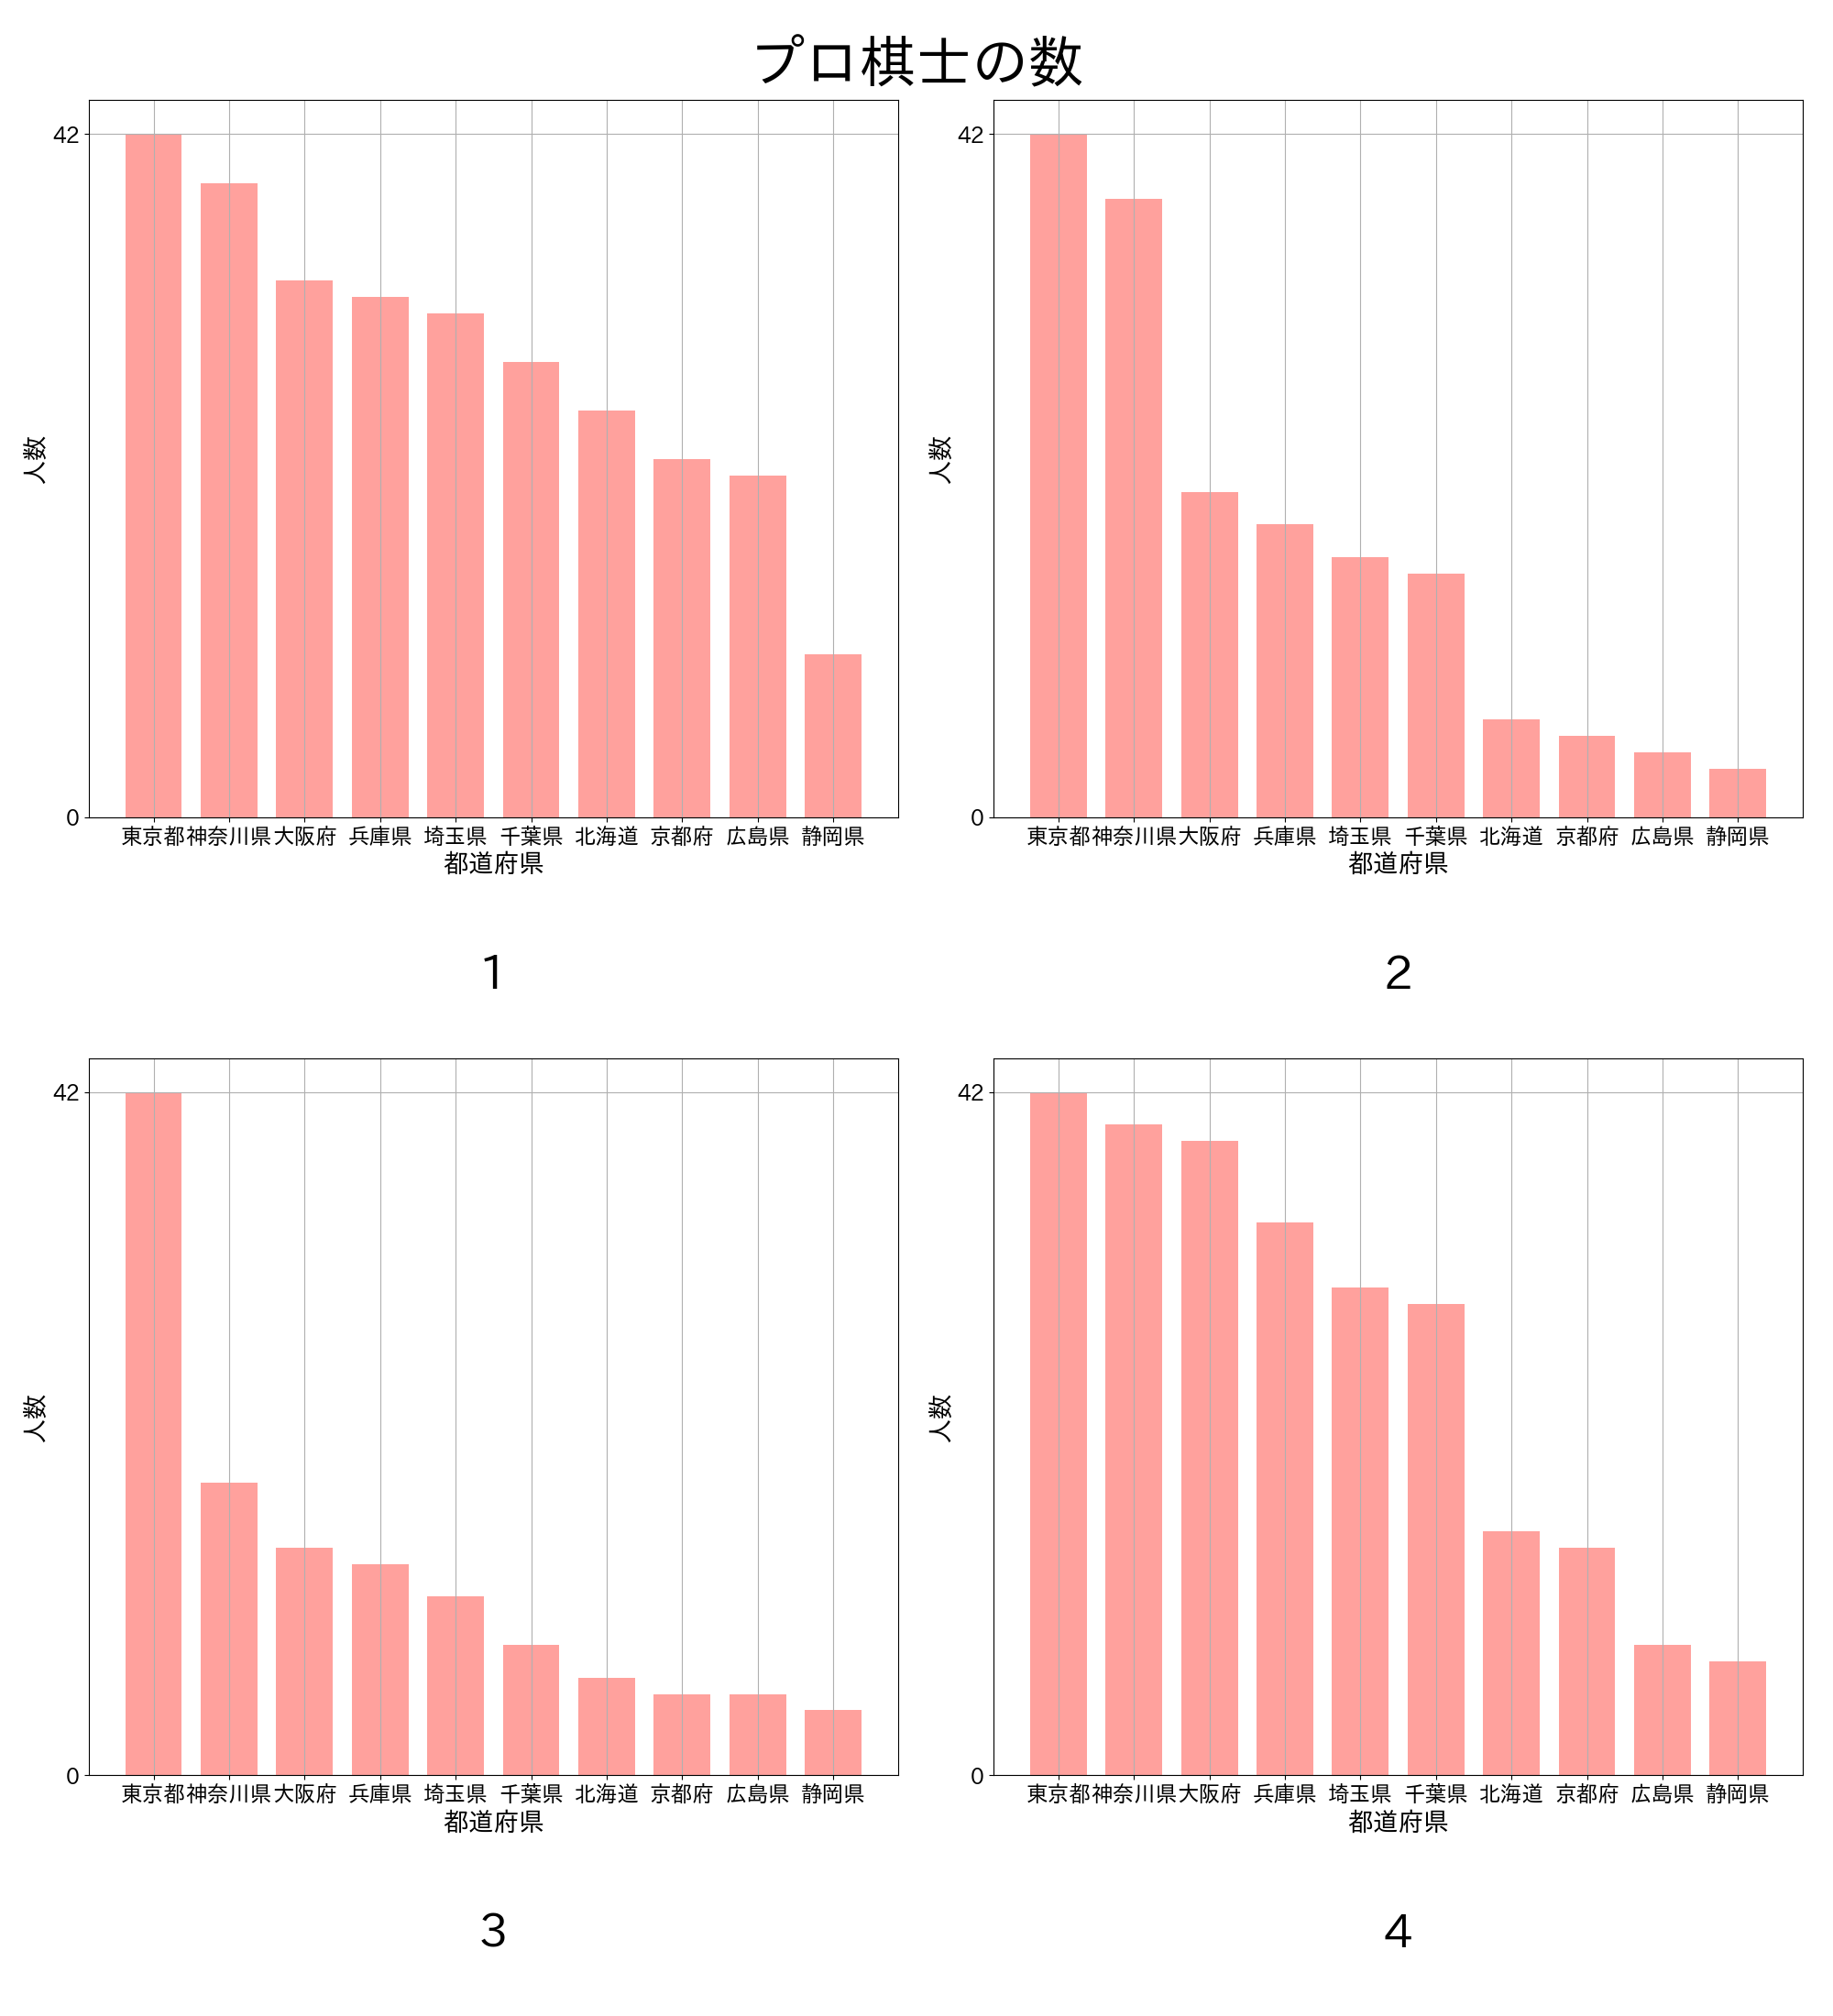 プロ棋士の数
42
0
人数
東京都 神奈川県 大阪府 兵庫県 埼玉県 千葉県 北海道 京都府 広島県 静岡県
都道府県
1
42
0
人数
東京都 神奈川県 大阪府 兵庫県 埼玉県 千葉県 北海道 京都府 広島県 静岡県
都道府県
2
42
0
人数
東京都 神奈川県 大阪府 兵庫県 埼玉県 千葉県 北海道 京都府 広島県 静岡県
都道府県
3
42
0
人数
東京都 神奈川県 大阪府 兵庫県 埼玉県 千葉県 北海道 京都府 広島県 静岡県
都道府県
4